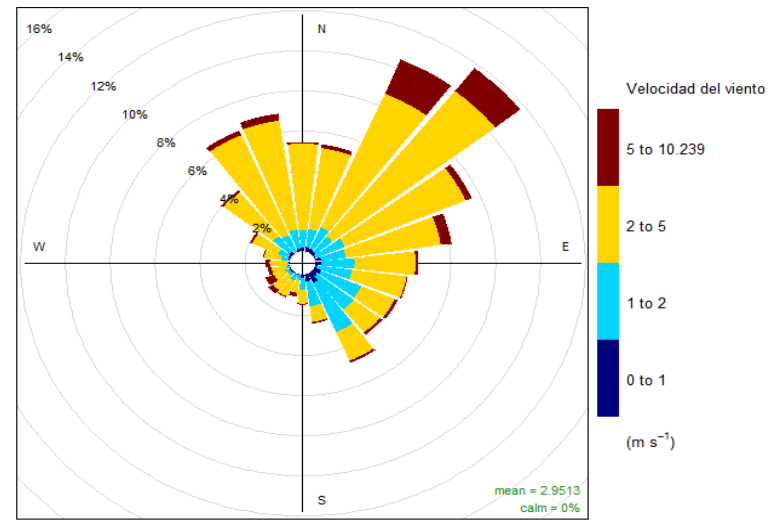 16%
14%
12%
10%
8%
6%
4%
2%
N
W
E
S
mean = 2.9513
calm = 0%
Velocidad del viento
5 to 10.239
2 to 5
1 to 2
0 to 1
(m s⁻¹)